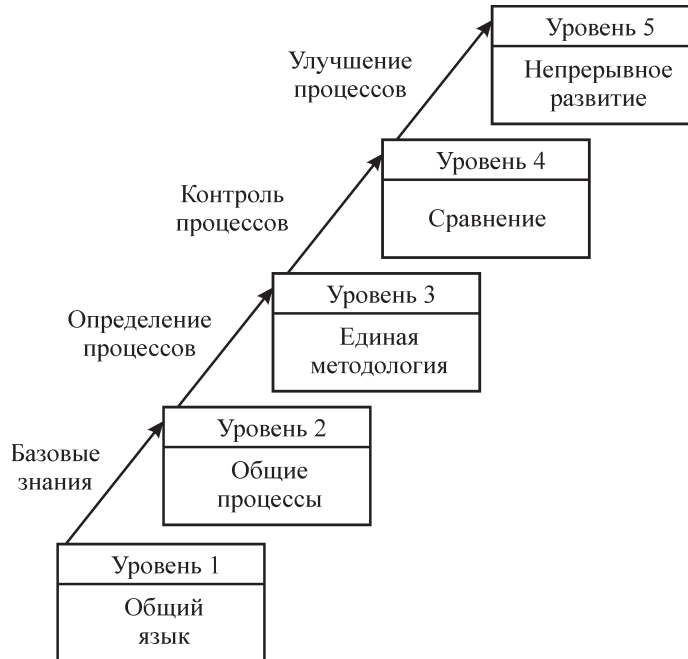 Уровень 5
Непрерывное
развитие
Улучшение
процессов
Уровень 4
Сравнение
Контроль
процессов
Уровень 3
Единая
методология
Определение
процессов
Уровень 2
Общие
процессы
Базовые
знания
Уровень 1
Общий
язык